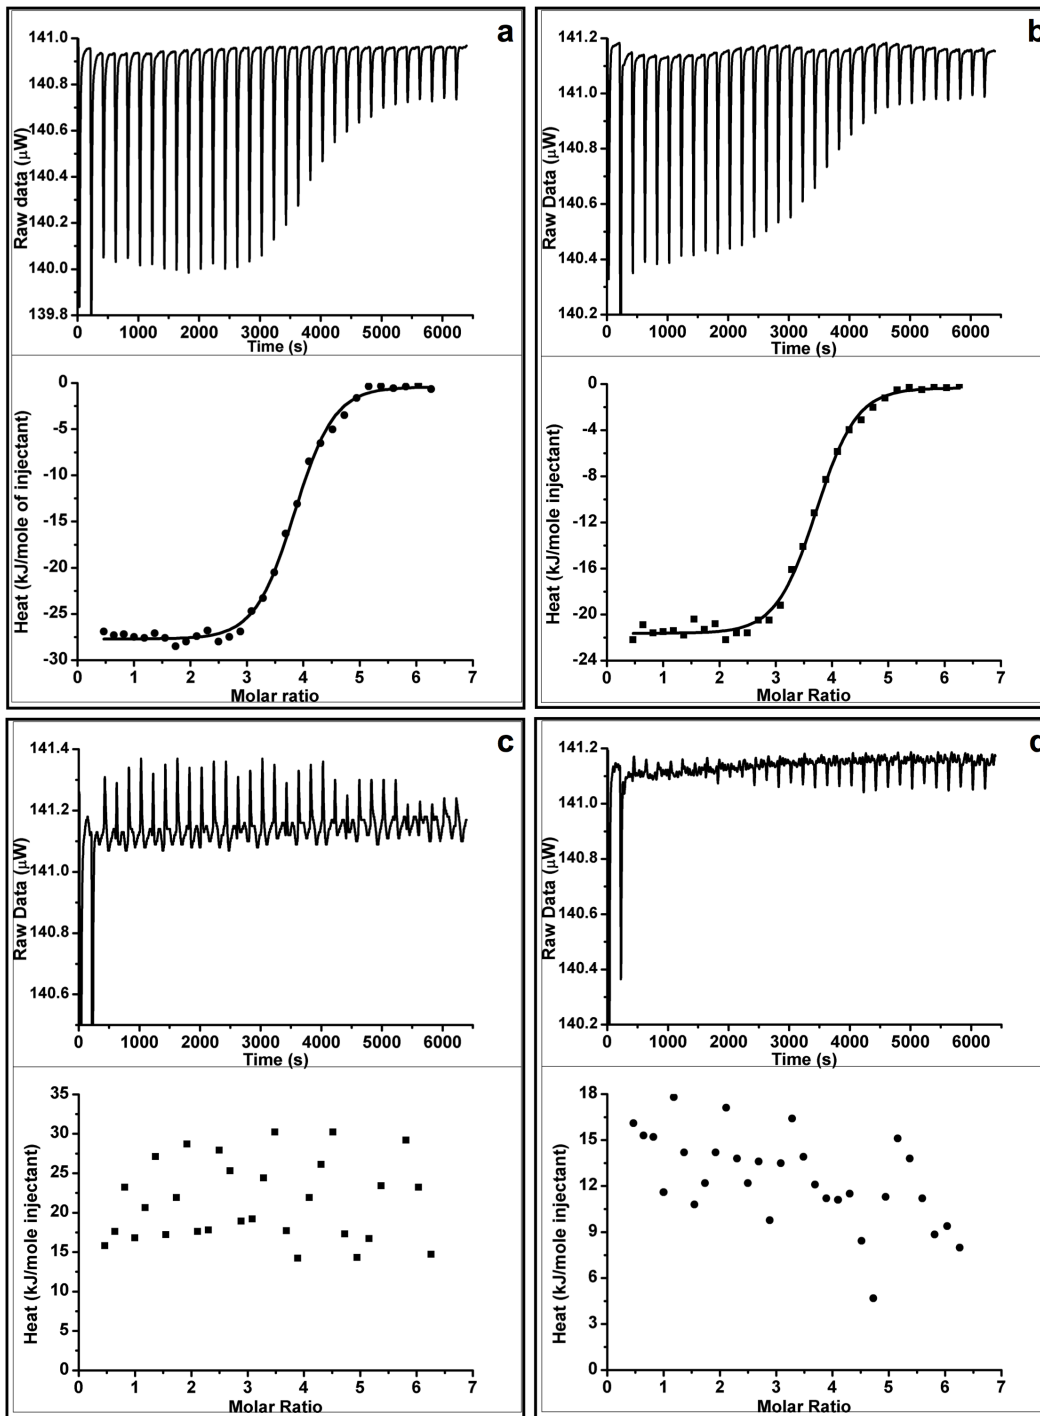 a
141.0
140.9
140.8
140.6
140.4
140.2
140.0
139.8
Raw data (µW)
0 1000 2000 3000 4000 5000 6000
Time (s)
0
-5
-10
-15
-20
-25
-30
Heat (kJ/mole of injectant)
0 1 2 3 4 5 6 7
Molar ratio
b
141.2
141.0
140.8
140.6
140.4
140.2
Raw Data (µW)
0 1000 2000 3000 4000 5000 6000
Time (s)
0
-4
-8
-12
-16
-20
-24
Heat (kJ/mole injectant)
0 1 2 3 4 5 6 7
Molar Ratio
c
141.4
141.2
141.0
140.8
140.6
Raw Data (µW)
0 1000 2000 3000 4000 5000 6000
Time (s)
35
30
25
20
15
10
5
0
Heat (kJ/mole injectant)
0 1 2 3 4 5 6 7
Molar Ratio
141.2
141.0
140.8
140.6
140.4
140.2
Raw Data (µW)
0 1000 2000 3000 4000 5000 6000
Time (s)
18
15
12
9
6
3
0
Heat (kJ/mole injectant)
0 1 2 3 4 5 6 7
Molar Ratio